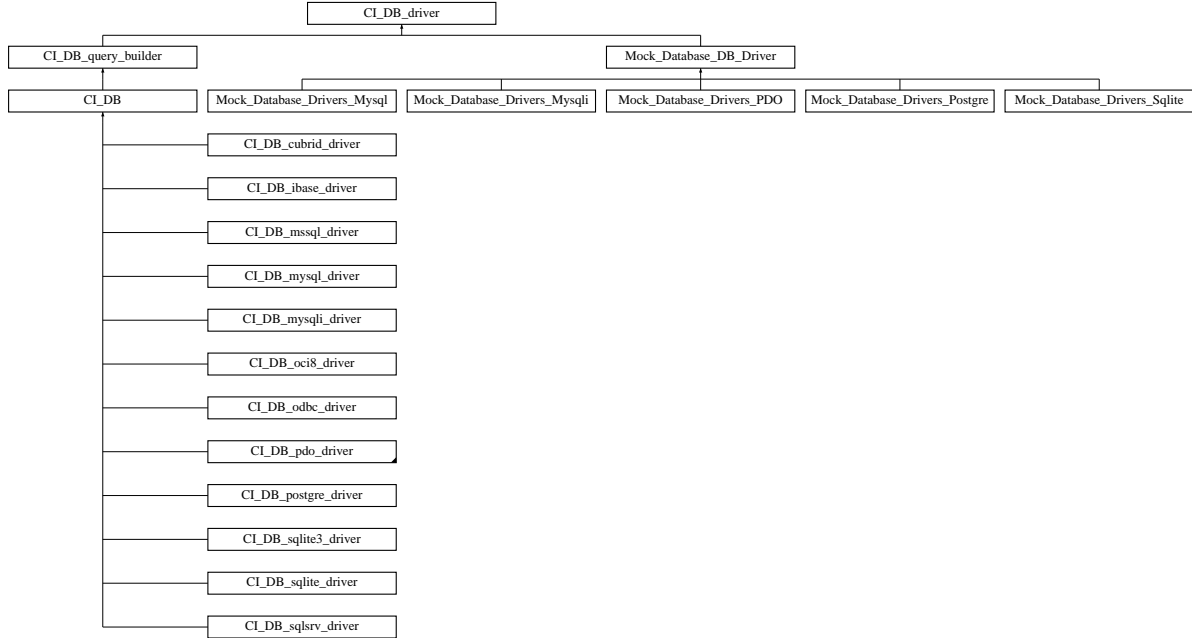 CI_DB_driver
CI_DB_query_builder
Mock_Database_DB_Driver
CI_DB
Mock_Database_Drivers_Mysql
Mock_Database_Drivers_Mysqli
Mock_Database_Drivers_PDO
Mock_Database_Drivers_Postgre
Mock_Database_Drivers_Sqlite
CI_DB_cubrid_driver
CI_DB_ibase_driver
CI_DB_mssql_driver
CI_DB_mysql_driver
CI_DB_mysqli_driver
CI_DB_oci8_driver
CI_DB_odbc_driver
CI_DB_pdo_driver
CI_DB_postgre_driver
CI_DB_sqlite3_driver
CI_DB_sqlite_driver
CI_DB_sqlsrv_driver